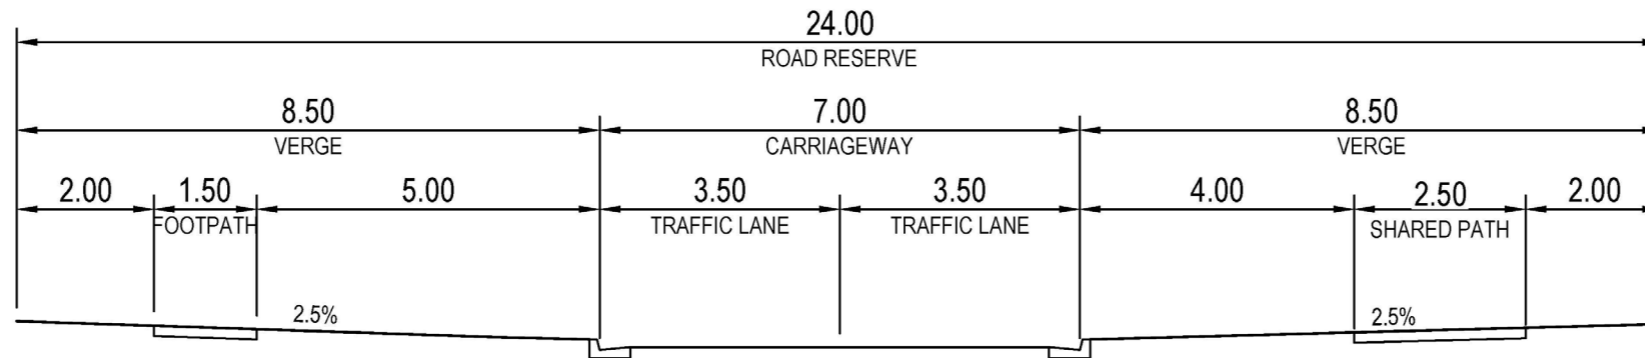 24.00
ROAD RESERVE
8.50
7.00
8.50
VERGE
CARRIAGEWAY
VERGE
2.00
1.50
5.00
3.50
3.50
4.00
2.50
2.00
FOOTPATH
TRAFFIC LANE
TRAFFIC LANE
SHARED PATH
2.5%
2.5%